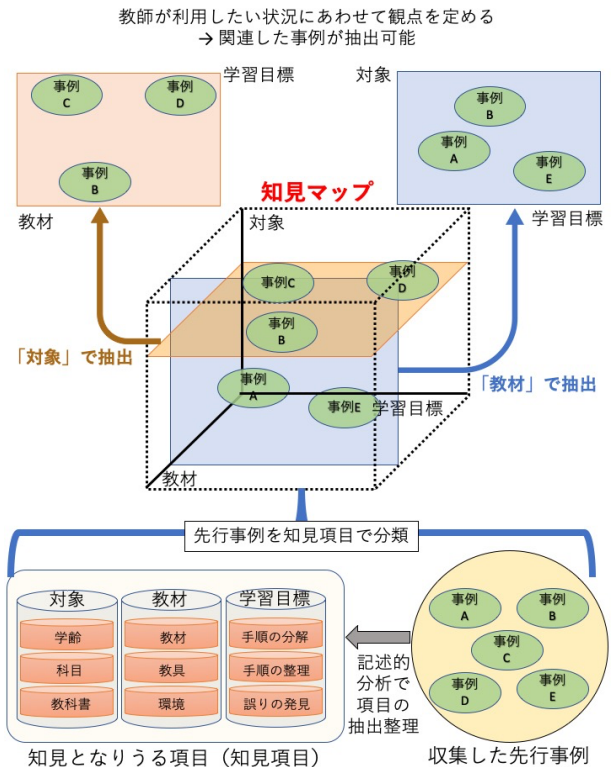 教師が利用したい状況にあわせて観点を定める
→ 関連した事例が抽出可能
学習目標
事例
C
事例
D
事例
B
教材
対象
事例
B
事例
A
事例
E
学習目標
知見マップ
対象
事例C
事例
D
事例
B
事例
A
事例E
学習目標
教材
「対象」で抽出
「教材」で抽出
先行事例を知見項目で分類
対象
学齢
科目
教科書
教材
教材
教具
環境
学習目標
手順の分解
手順の整理
誤りの発見
知見となりうる項目（知見項目）
記述的
分析で
項目の
抽出整理
事例
A
事例
B
事例
C
事例
D
事例
E
収集した先行事例